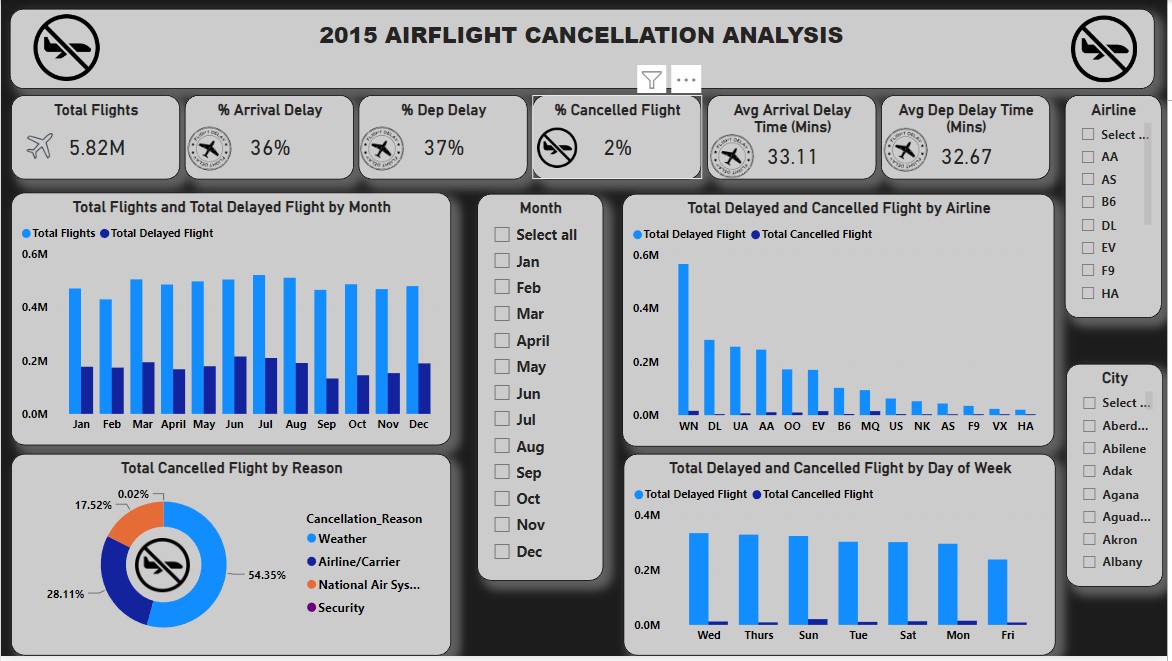 2015 AIRFLIGHT CANCELLATION ANALYSIS
Total Flights
5.82M
% Arrival Delay
36%
% Dep Delay
37%
% Cancelled Flight
2%
Avg Arrival Delay
Time (Mins)
33.11
Avg Dep Delay Time
(Mins)
32.67
Airline
Select ...
AA
AS
B6
DL
EV
F9
HA
Total Flights and Total Delayed Flight by Month
Total Flights Total Delayed Flight
0.6M
0.4M
0.2M
0.0M
Jan Feb Mar April May Jun Jul Aug Sep Oct Nov Dec
Month
Select all
Jan
Feb
Mar
April
May
Jun
Jul
Aug
Sep
Oct
Nov
Dec
Total Delayed and Cancelled Flight by Airline
Total Delayed Flight Total Cancelled Flight
0.6M
0.4M
0.2M
0.0M
WN DL UA AA OO EV B6 MQ US NK AS F9 VX HA
City
Select ...
Aberd...
Abilene
Adak
Agana
Aguad...
Akron
Albany
Total Cancelled Flight by Reason
0.02%
17.52%
28.11%
54.35%
Cancellation_Reason
Weather
Airline/Carrier
National Air Sys...
Security
Total Delayed and Cancelled Flight by Day of Week
Total Delayed Flight Total Cancelled Flight
0.4M
0.2M
0.0M
Wed Thurs Sun Tue Sat Mon Fri